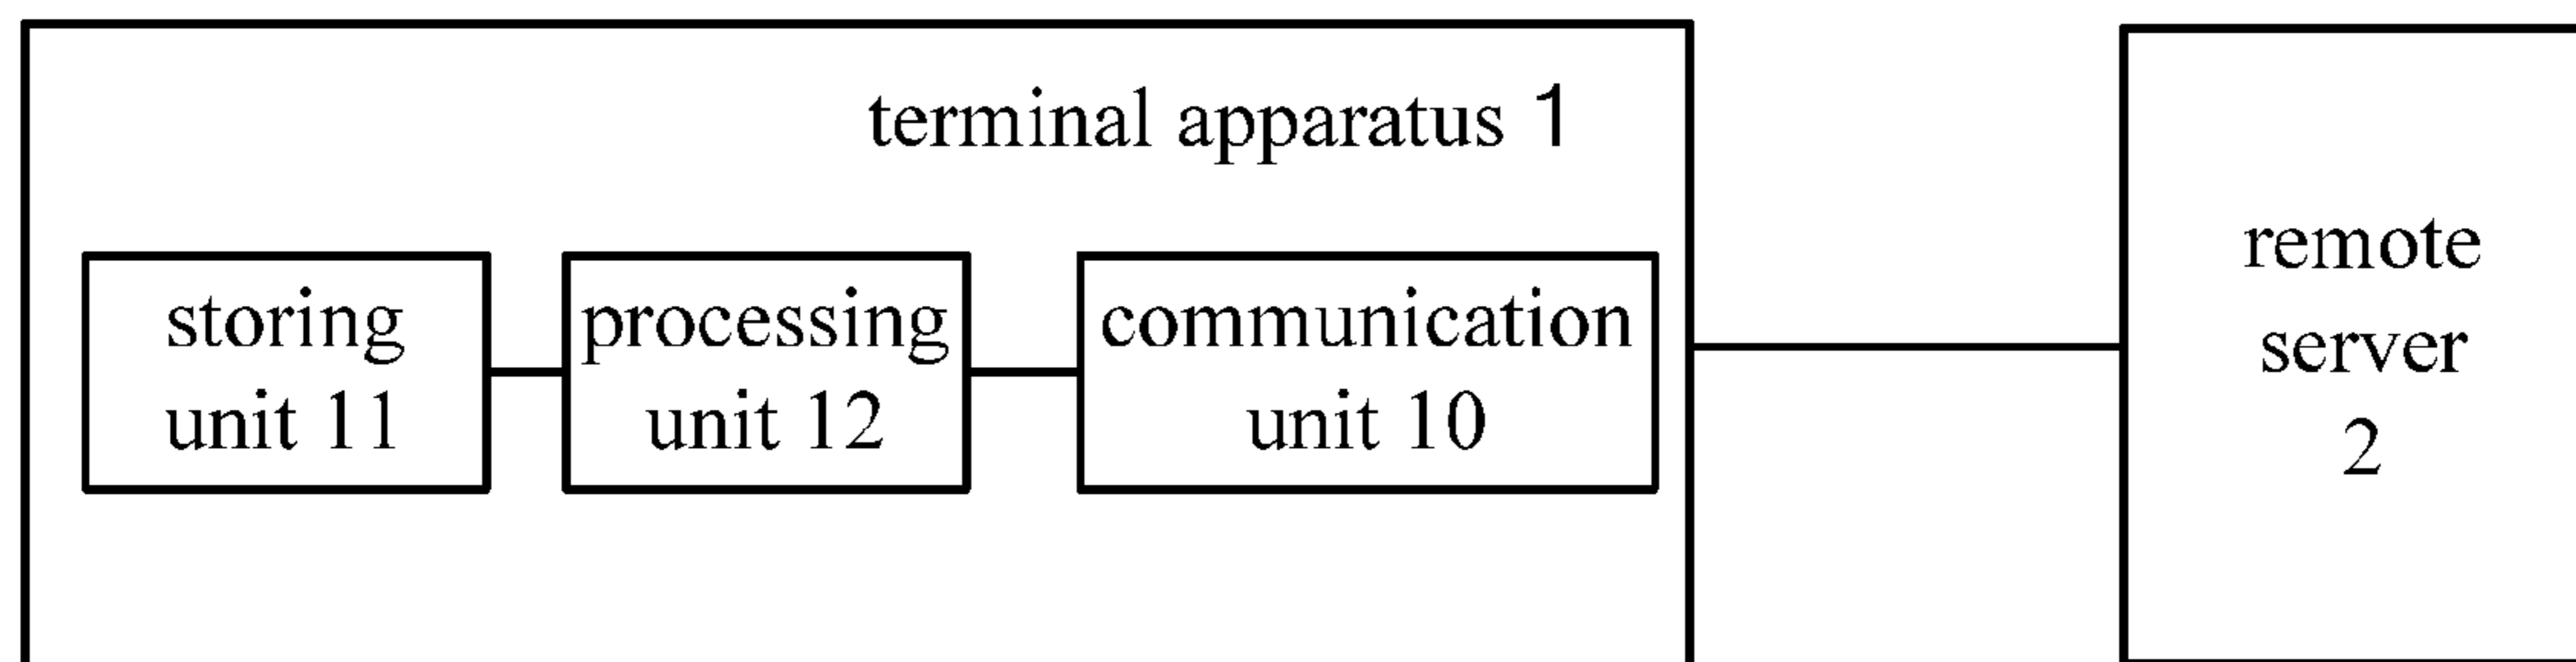 terminal apparatus 1
storing
unit 11
processing
unit 12
communication
unit 10
remote
server
2